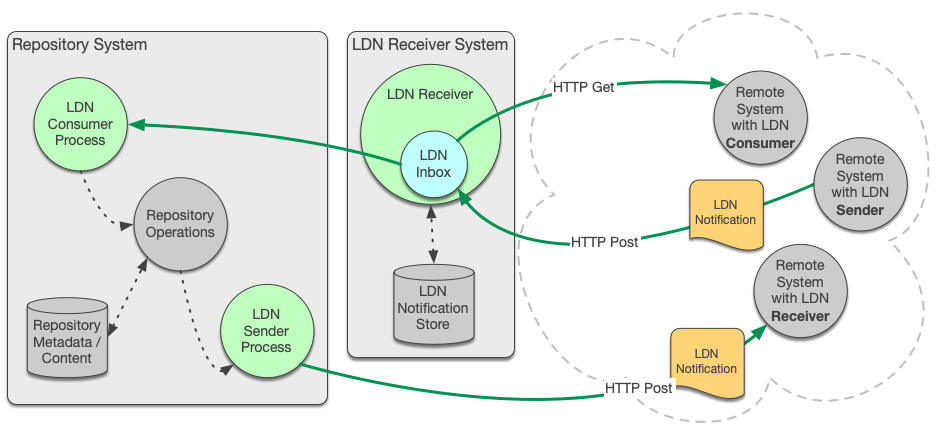 Repository System
LDN
Consumer
Process
Repository
Operations
Repository
Metadata /
Content
LDN
Sender
Process
LDN Receiver System
LDN Receiver
LDN
Inbox
LDN
Notification
Store
HTTP Get
Remote
System
with LDN
Consumer
Remote
System
with LDN
Sender
LDN
Notification
HTTP Post
Remote
System
with LDN
Receiver
LDN
Notification
HTTP Post